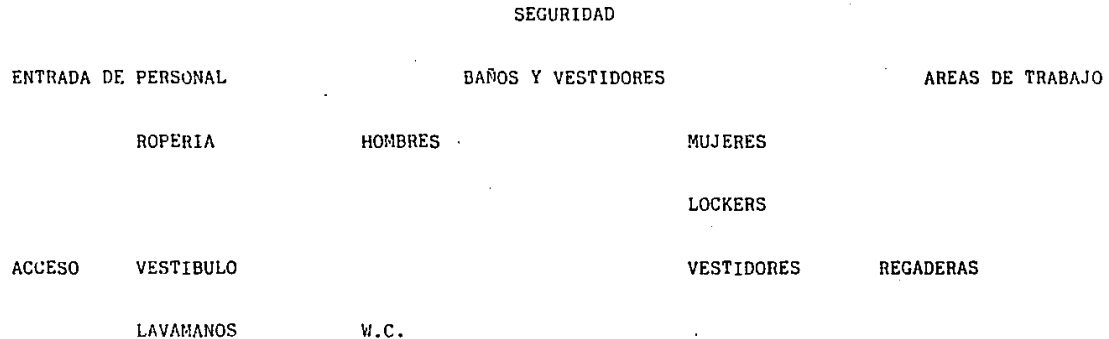 SEGURIDAD
ENTRADA DE PERSONAL BAÑOS Y VESTIDORES AREAS DE TRABAJO
ROPERIA HOMBRES MUJERES
LOCKERS
ACCESO VESTIBULO VESTIDORES REGADERAS
LAVAMANOS W.C.